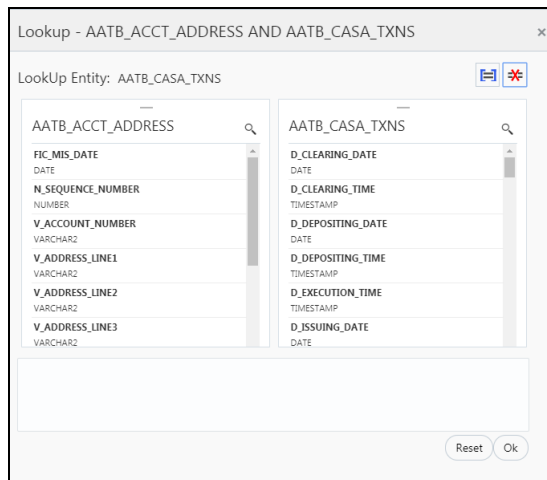 Lookup - AATB_ACCT_ADDRESS AND AATB_CASA_TXNS ×
LookUp Entity: AATB_CASA_TXNS
AATB_ACCT_ADDRESS
FIC_MIS_DATE
DATE
N_SEQUENCE_NUMBER
NUMBER
V_ACCOUNT_NUMBER
VARCHAR2
V_ADDRESS_LINE1
VARCHAR2
V_ADDRESS_LINE2
VARCHAR2
V_ADDRESS_LINE3
VARCHAR2
AATB_CASA_TXNS
D_CLEARING_DATE
DATE
D_CLEARING_TIME
TIMESTAMP
D_DEPOSITING_DATE
DATE
D_DEPOSITING_TIME
TIMESTAMP
D_EXECUTION_TIME
TIMESTAMP
D_ISSUING_DATE
DATE
Reset Ok